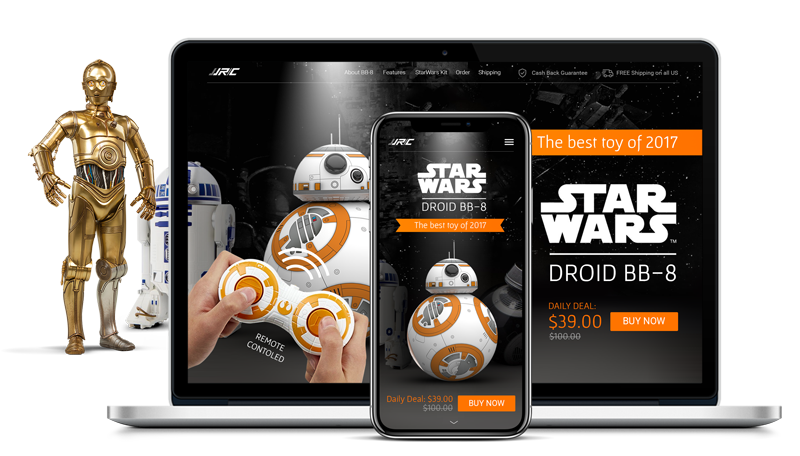 JJRC
About BB-8 Features StarWars Kit Order Shipping Cash Back Guarantee FREE Shipping on all US
The best toy of 2017
STAR
WARS
TM
DROID BB-8
DAILY DEAL:
$39.00
$100.00
BUY NOW
REMOTE
CONTOLED
JJRC
STAR
WARS
DROID BB-8
The best toy of 2017
Daily Deal: $39.00
$100.00
BUY NOW